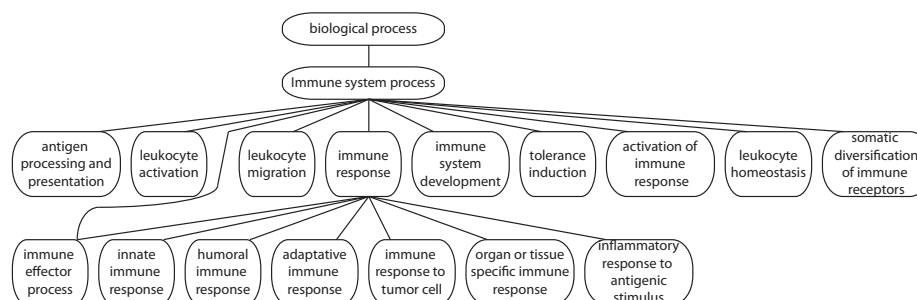 biological process
Immune system process
antigen
processing and
presentation
leukocyte
activation
leukocyte
migration
immune
response
immune
system
development
tolerance
induction
activation of
immune
response
leukocyte
homeostasis
somatic
diversification
of immune
receptors
immune
effector
process
innate
immune
response
humoral
immune
response
adaptative
immune
response
immune
response to
tumor cell
organ or tissue
specific immune
response
inflammatory
response to
antigenic
stimulus